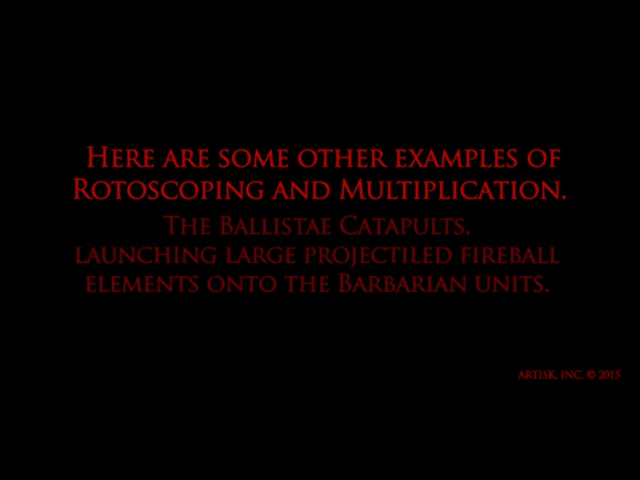 Here are some other examples of
Rotoscoping and Multiplication.
The Ballistae Catapults,
launching large projectiled fireball
elements onto the Barbarian units.
Artisk, Inc. © 2015